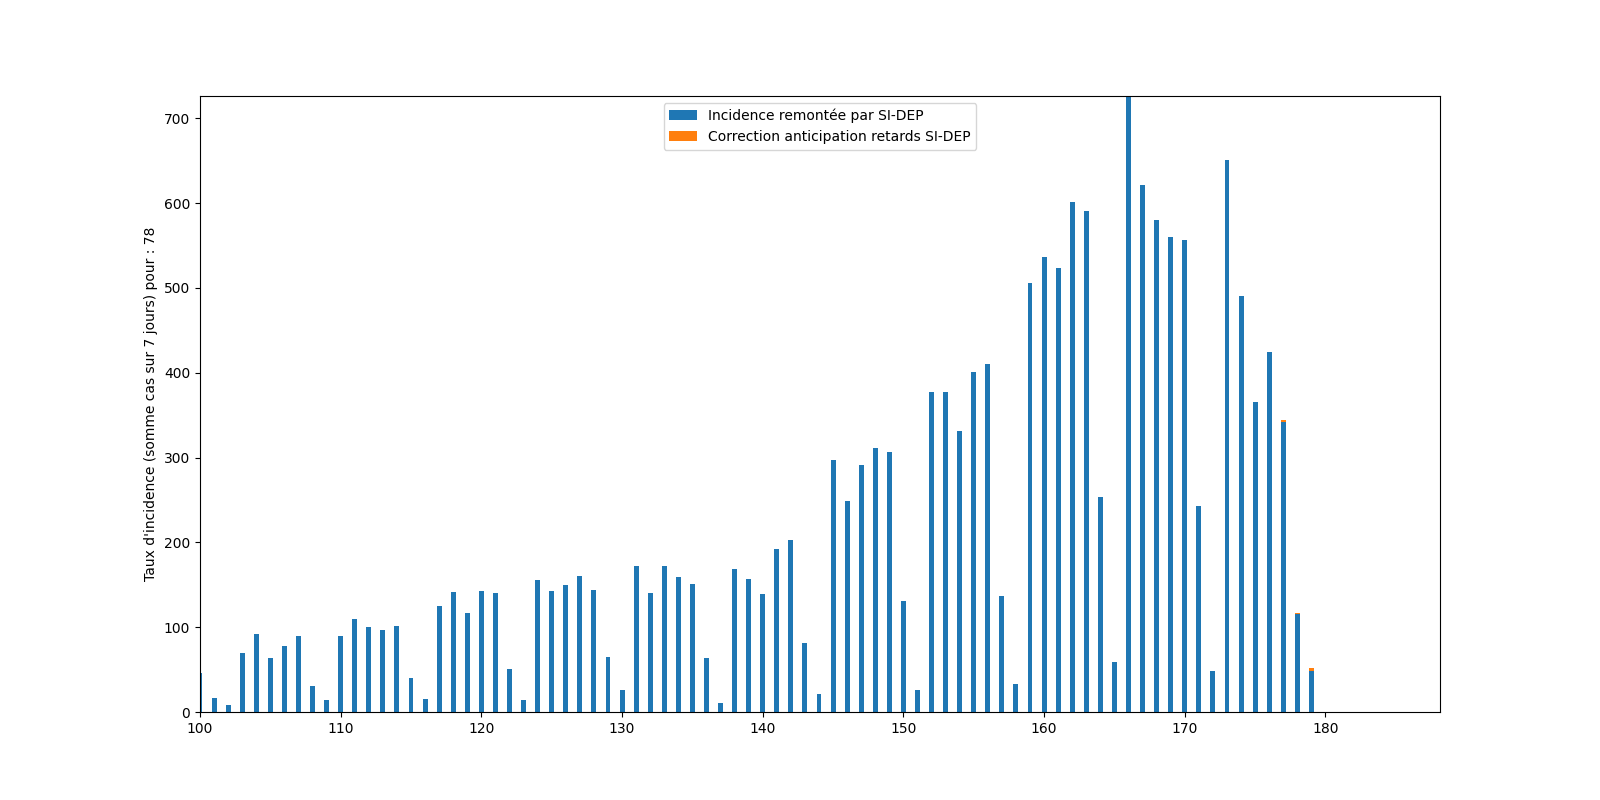 Incidence remontée par SI-DEP
Correction anticipation retards SI-DEP
Taux d'incidence (somme cas sur 7 jours) pour : 78
700
600
500
400
300
200
100
0
100 110 120 130 140 150 160 170 180